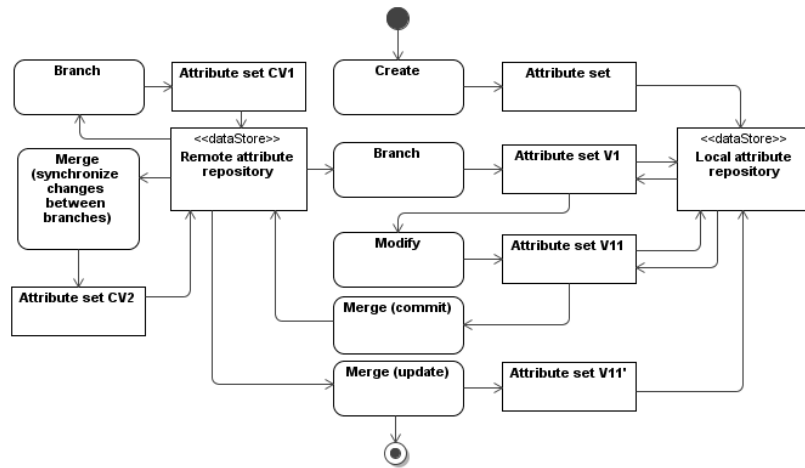 Branch
Attribute set CV1
Create
Attribute set
<<dataStore>>
Remote attribute
repository
Branch
Attribute set V1
<<dataStore>>
Local attribute
repository
Merge
(synchronize
changes
between
branches)
Modify
Attribute set V11
Attribute set CV2
Merge (commit)
Merge (update)
Attribute set V11'